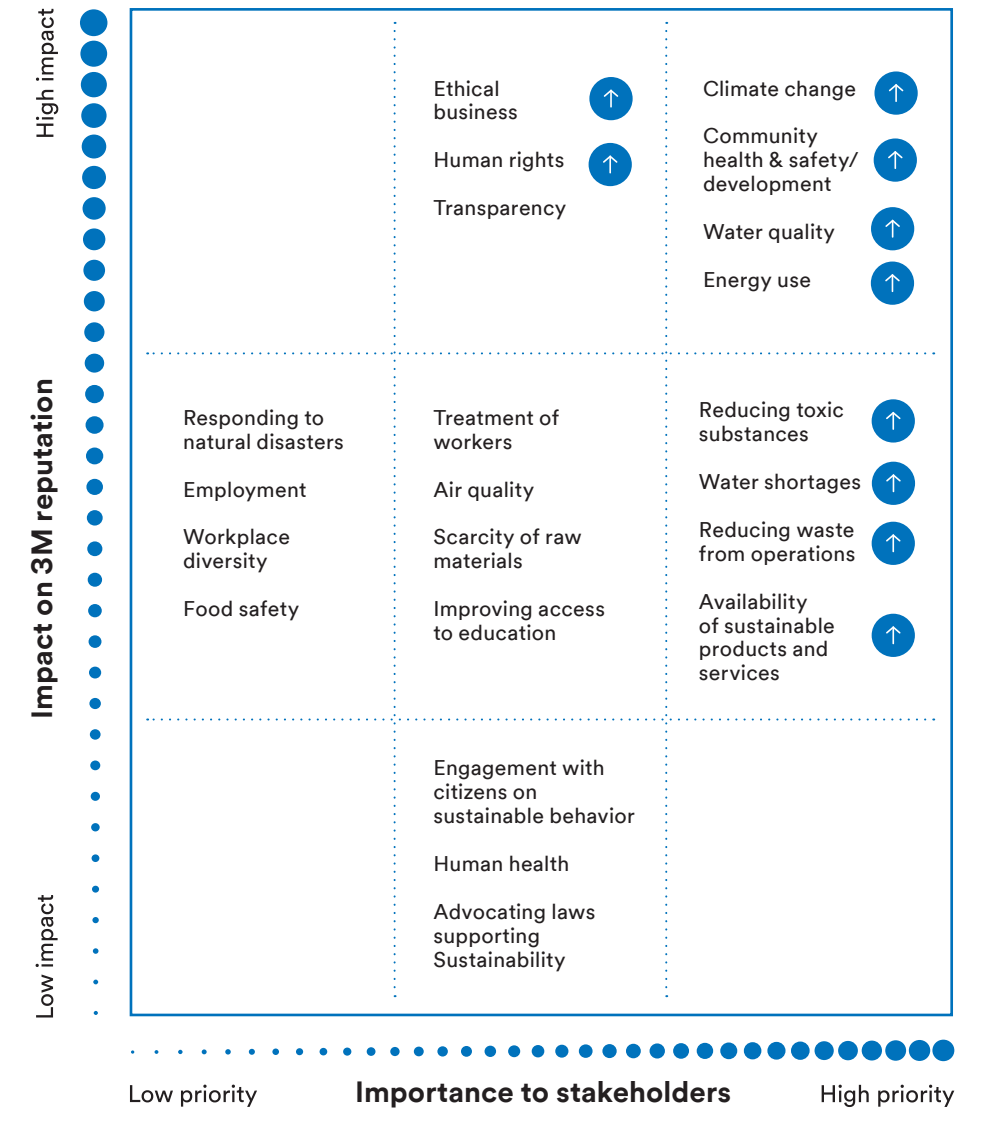 High impact
Impact on 3M reputation
Low impact
Ethical
business
Human rights
Transparency
Climate change
Community
health & safety/
development
Water quality
Energy use
Responding to
natural disasters
Employment
Workplace
diversity
Food safety
Treatment of
workers
Air quality
Scarcity of raw
materials
Improving access
to education
Reducing toxic
substances
Water shortages
Reducing waste
from operations
Availability
of sustainable
products and
services
Engagement with
citizens on
sustainable behavior
Human health
Advocating laws
supporting
Sustainability
Low priority
Importance to stakeholders
High priority